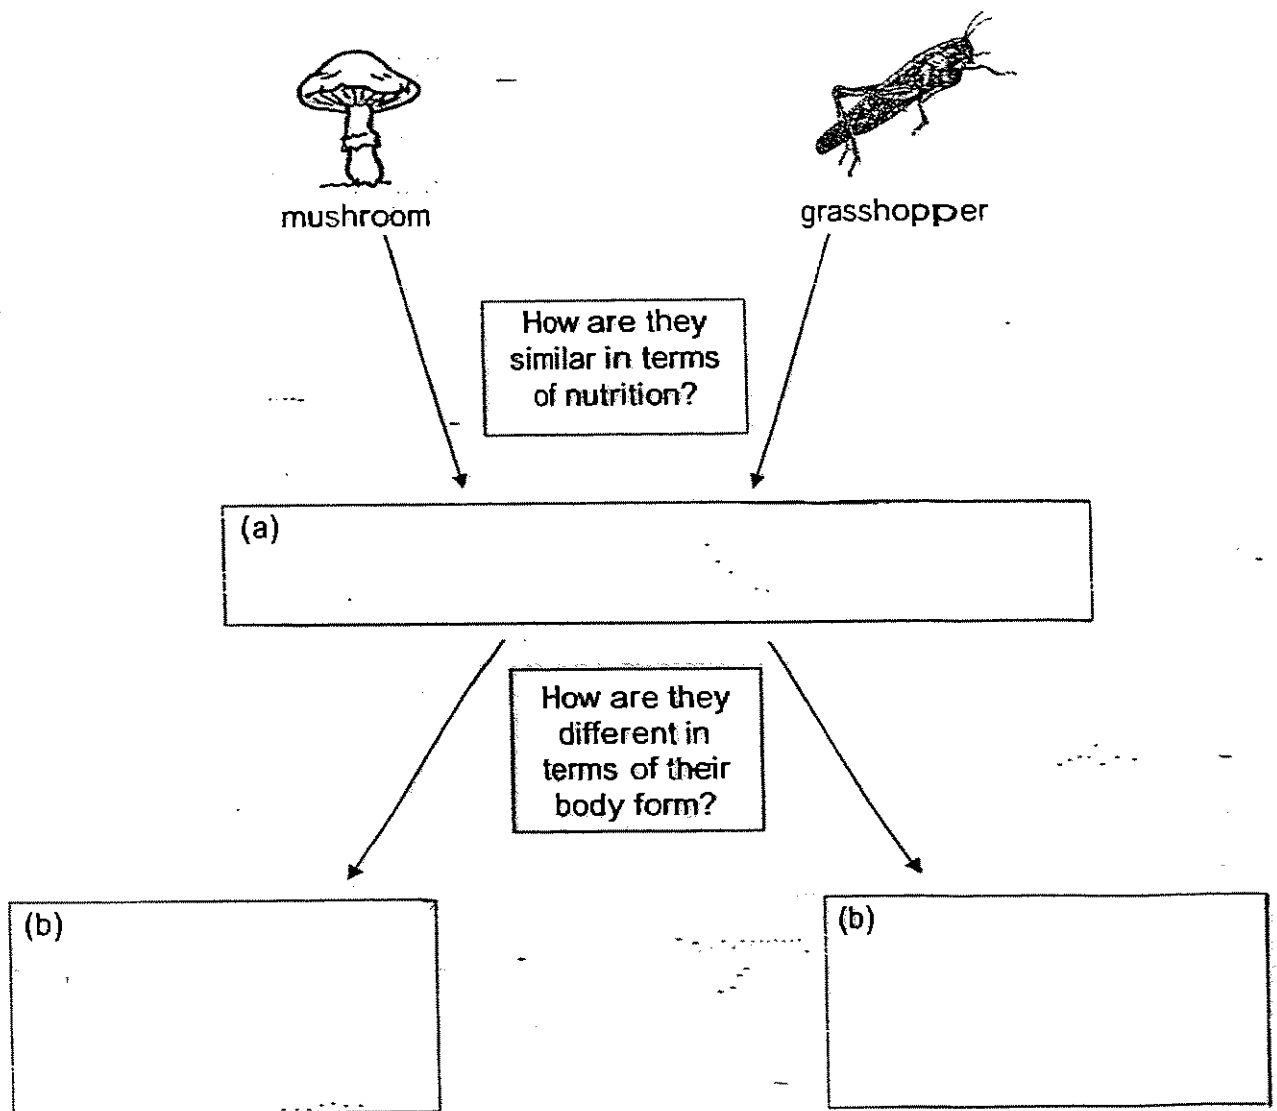 mushroom
grasshopper
How are they
similar in terms
of nutrition?
(a)
How are they
different in
terms of their
body form?
(b)
(b)